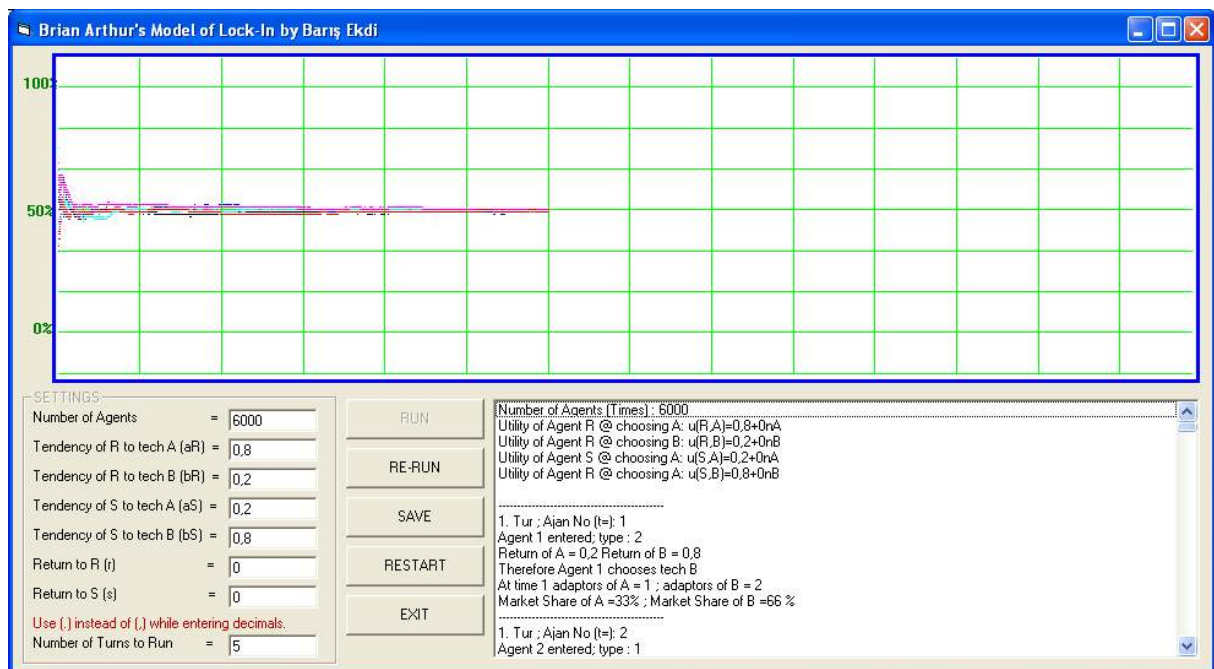 Brian Arthur's Model of Lock-In by Barış Ekdi
100%
50%
0%
SETTINGS
Number of Agents = 6000
Tendency of R to tech A (aR) = 0,8
Tendency of R to tech B (bR) = 0,2
Tendency of S to tech A (aS) = 0,2
Tendency of S to tech B (bS) = 0,8
Return to R (r) = 0
Return to S (s) = 0
Use (.) instead of (,) while entering decimals.
Number of Turns to Run = 5
RUN
RE-RUN
SAVE
RESTART
EXIT
Number of Agents (Times) : 6000
Utility of Agent R @ choosing A: u(R,A)=0,8+0nA
Utility of Agent R @ choosing B: u(R,B)=0,2+0nB
Utility of Agent S @ choosing A: u(S,A)=0,2+0nA
Utility of Agent R @ choosing A: u(S,B)=0,8+0nB
--------------------------------------------
1. Tur ; Ajan No (t=): 1
Agent 1 entered; type : 2
Return of A = 0,2 Return of B = 0,8
Therefore Agent 1 chooses tech B
At time 1 adaptors of A = 1 ; adaptors of B = 2
Market Share of A =33% ; Market Share of B =66 %
--------------------------------------------
1. Tur ; Ajan No (t=): 2
Agent 2 entered; type : 1